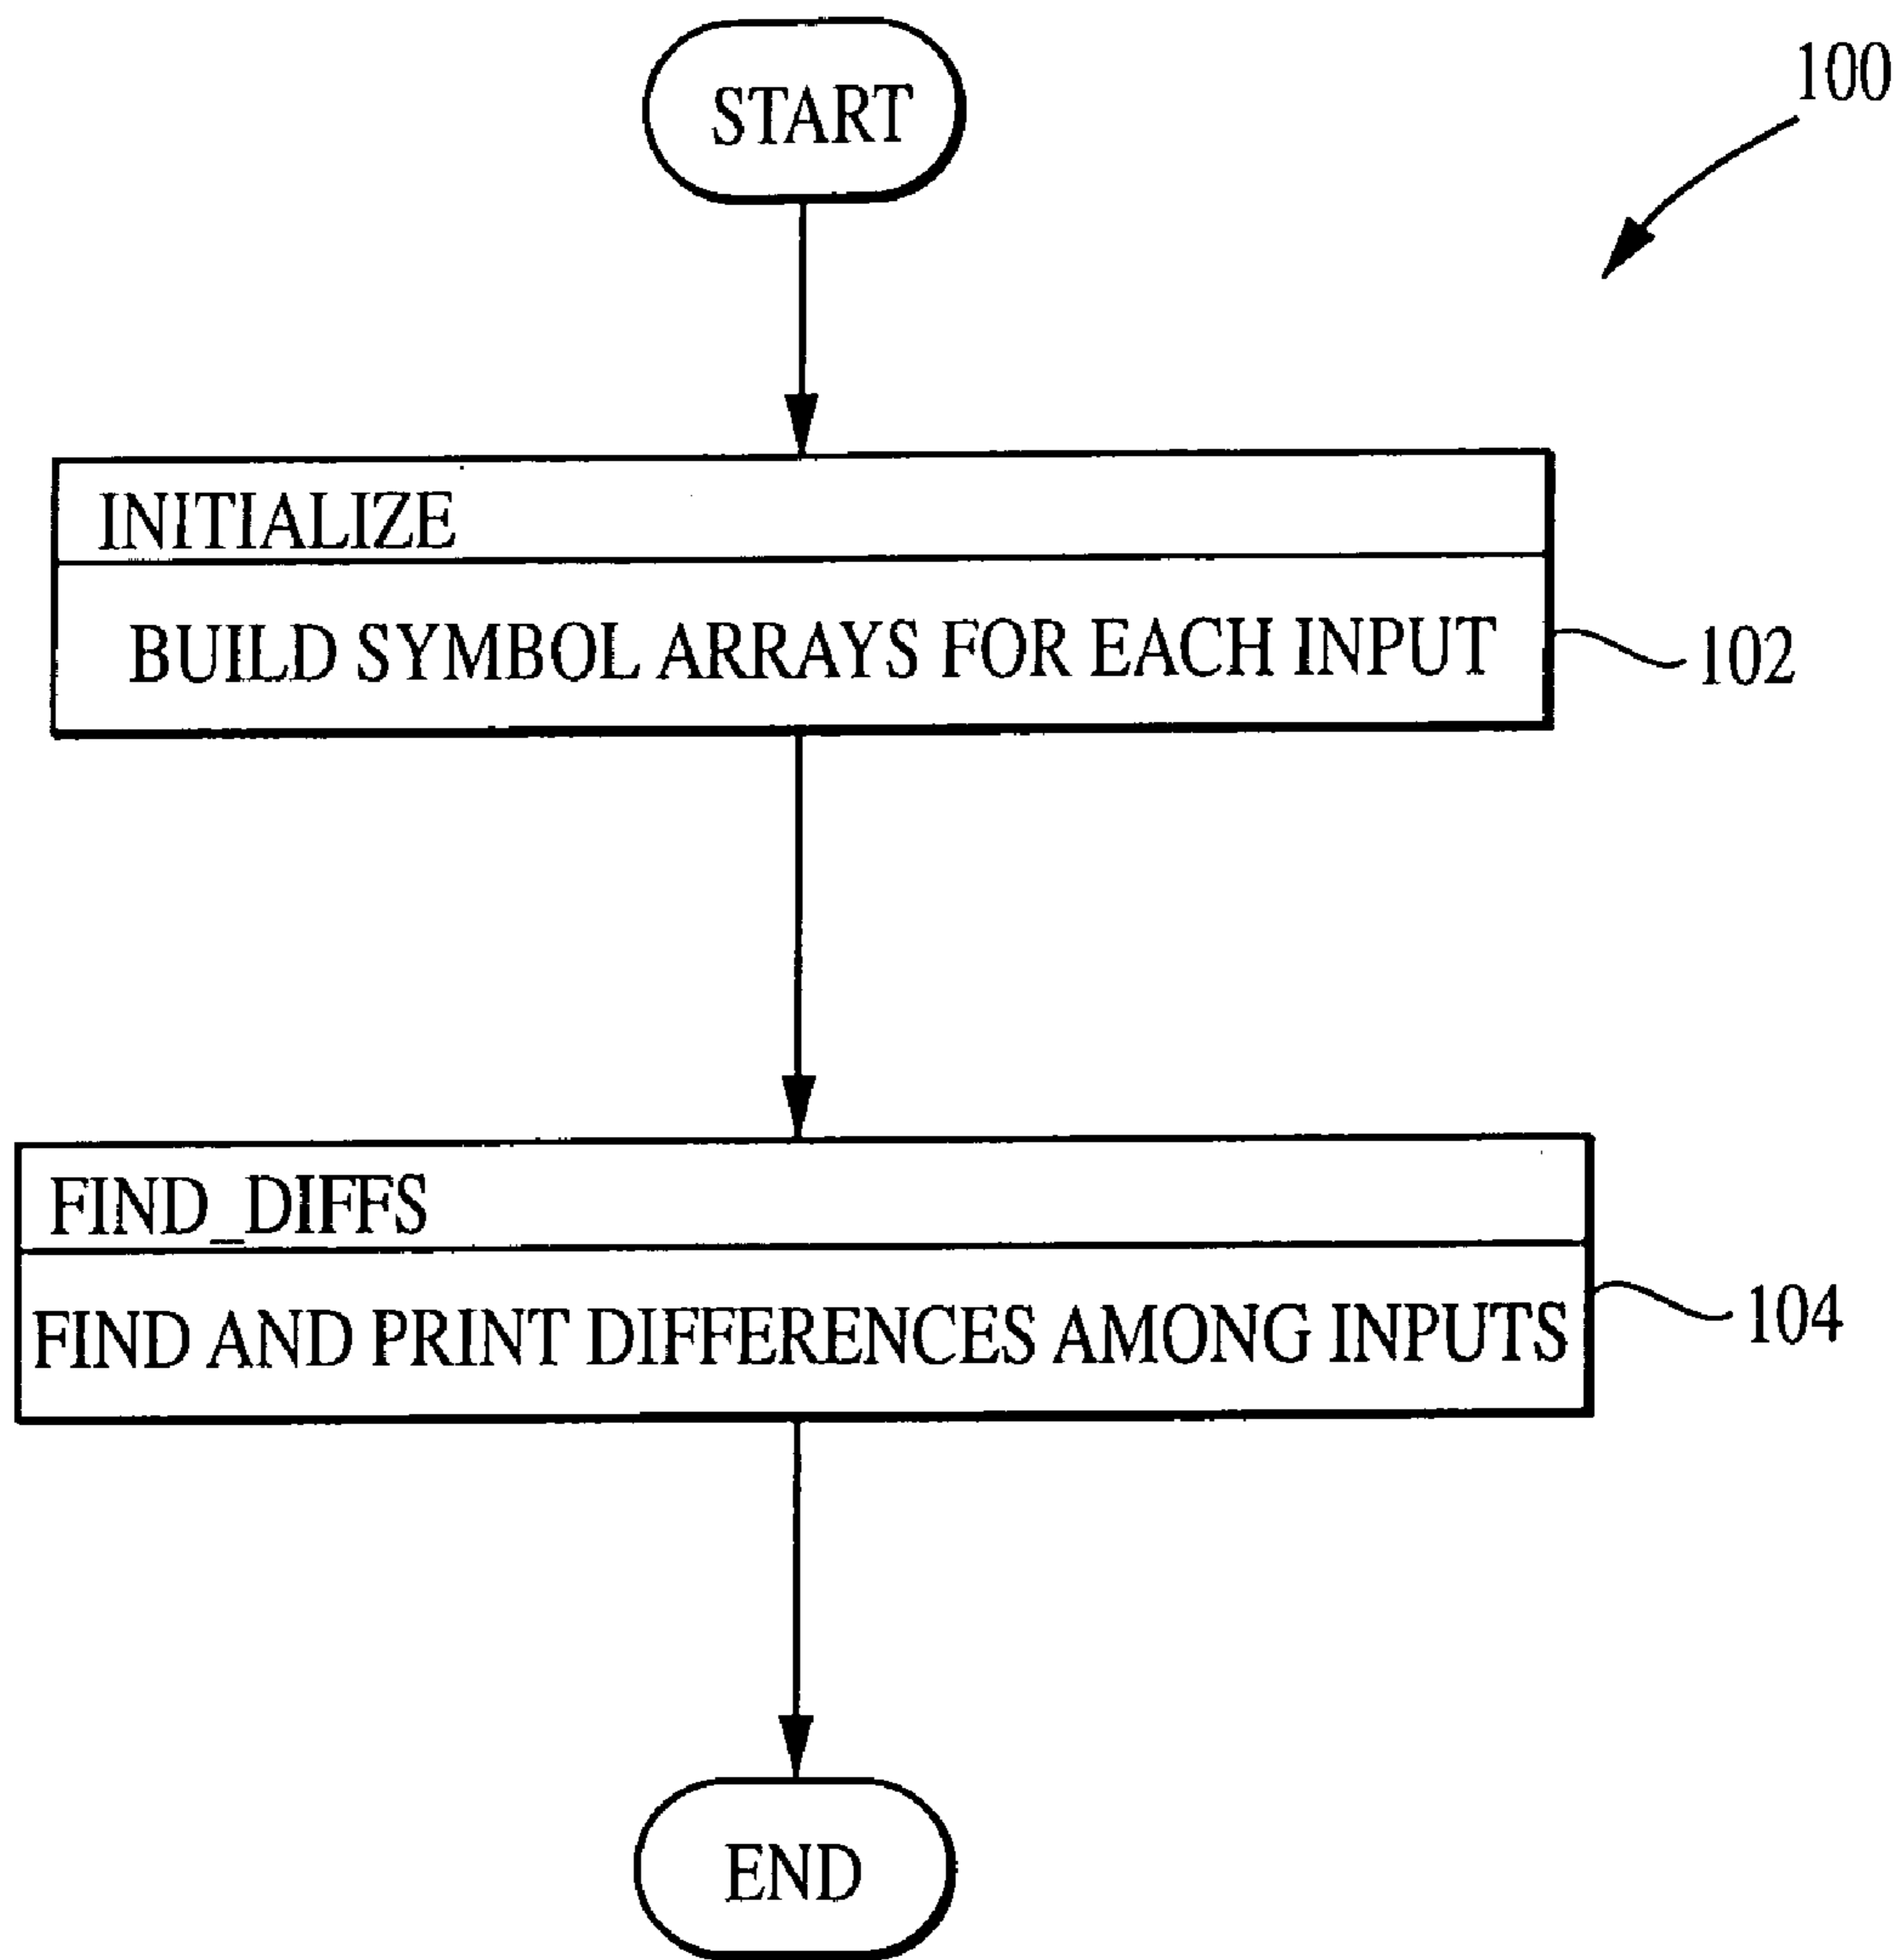 START
100
INITIALIZE
BUILD SYMBOL ARRAYS FOR EACH INPUT
102
FIND_DIFFS
FIND AND PRINT DIFFERENCES AMONG INPUTS
104
END